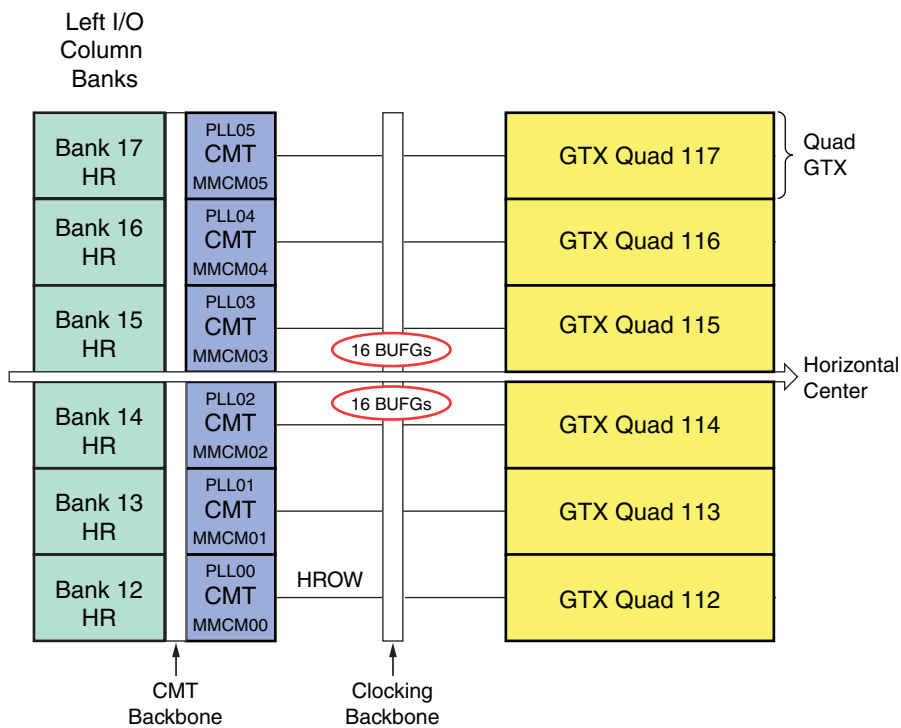 Left I/O
Column
Banks
Bank 17
HR
PLL05
CMT
MMCM05
GTX Quad 117
Quad
GTX
Bank 16
HR
PLL04
CMT
MMCM04
GTX Quad 116
Bank 15
HR
PLL03
CMT
MMCM03
16 BUFGs
GTX Quad 115
Horizontal
Center
Bank 14
HR
PLL02
CMT
MMCM02
16 BUFGs
GTX Quad 114
Bank 13
HR
PLL01
CMT
MMCM01
GTX Quad 113
Bank 12
HR
PLL00
CMT
MMCM00
HROW
GTX Quad 112
CMT
Backbone
Clocking
Backbone